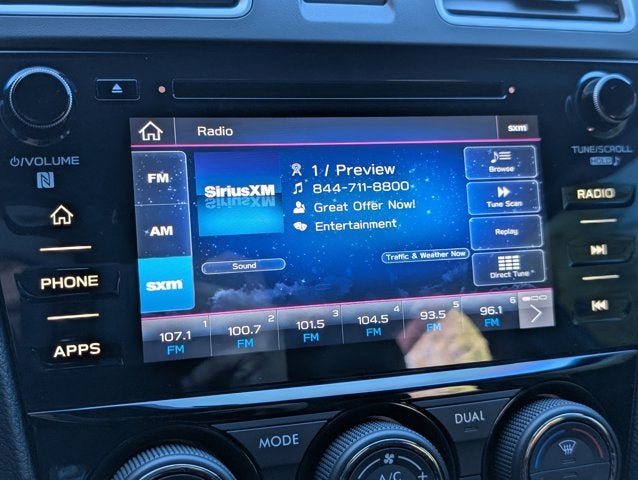 Radio
sxm
FM
AM
sxm
SiriusXM
1 / Preview
844-711-8800
Great Offer Now!
Entertainment
Sound
Traffic & Weather Now
Browse
Tune Scan
Replay
Direct Tune
107.1 1
FM
100.7 2
FM
101.5 3
FM
104.5 4
FM
93.5 5
FM
96.1 6
FM
/VOLUME
N
PHONE
APPS
TUNE/SCROLL
HOLD
RADIO
MODE
DUAL
A/C